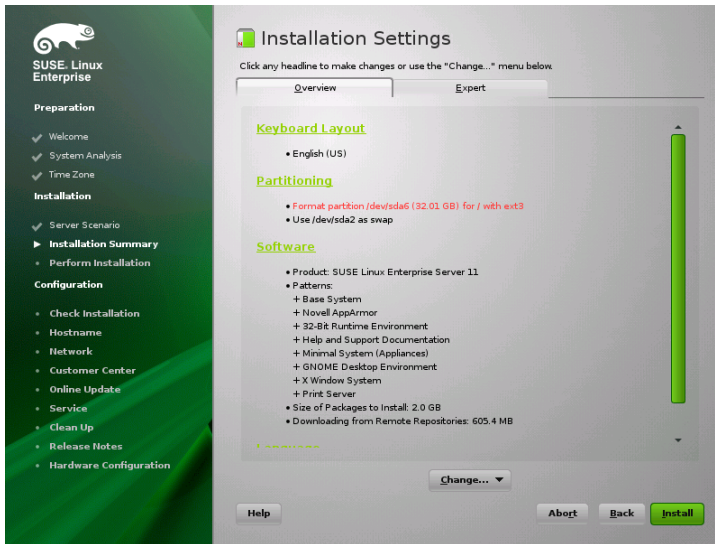 SUSE. Linux
Enterprise
Preparation
Welcome
System Analysis
Time Zone
Installation
Server Scenario
Installation Summary
Perform Installation
Configuration
Check Installation
Hostname
Network
Customer Center
Online Update
Service
Clean Up
Release Notes
Hardware Configuration
Installation Settings
Click any headline to make changes or use the "Change..." menu below.
Overview
Expert
Keyboard Layout
• English (US)
Partitioning
• Format partition /dev/sda6 (32.01 GB) for / with ext3
• Use /dev/sda2 as swap
Software
• Product: SUSE Linux Enterprise Server 11
• Patterns:
+ Base System
+ Novell AppArmor
+ 32-Bit Runtime Environment
+ Help and Support Documentation
+ Minimal System (Appliances)
+ GNOME Desktop Environment
+ X Window System
+ Print Server
• Size of Packages to Install: 2.0 GB
• Downloading from Remote Repositories: 605.4 MB
Change...
Help
Abort
Back
Install